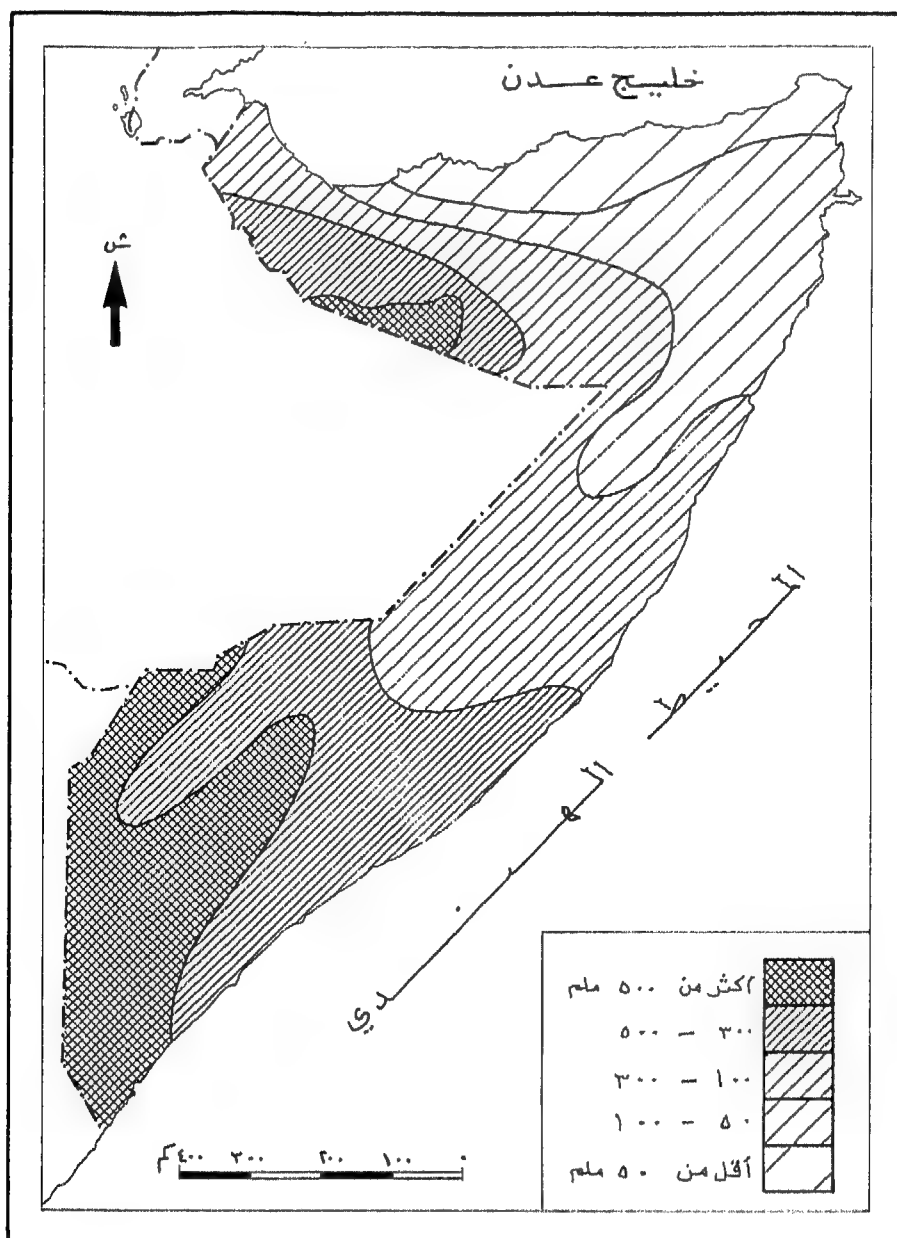 خليج عدن
ش
المحيط
الهندي
أكثر من ٥٠٠ ملم
٣٠٠ - ٥٠٠
١٠٠ - ٣٠٠
٥٠ - ١٠٠
أقل من ٥٠ ملم
٠ ١٠٠ ٢٠٠ ٣٠٠ ٤٠٠ كم